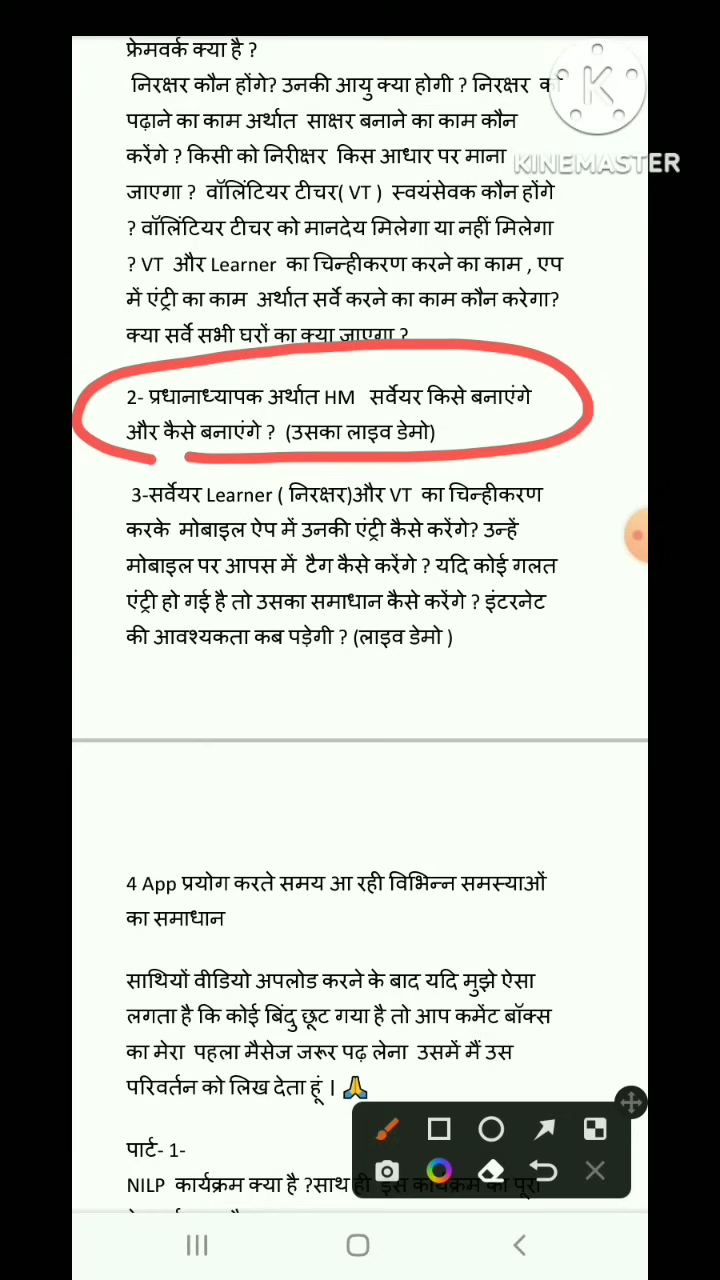 फ्रेमवर्क क्या है ?
निरक्षर कौन होंगे? उनकी आयु क्या होगी ? निरक्षर को
पढ़ाने का काम अर्थात साक्षर बनाने का काम कौन
करेंगे ? किसी को निरीक्षर किस आधार पर माना
KINEMASTER
जाएगा ? वॉलिंटियर टीचर( VT ) स्वयंसेवक कौन होंगे
? वॉलिंटियर टीचर को मानदेय मिलेगा या नहीं मिलेगा
? VT और Learner का चिन्हीकरण करने का काम , एप
में एंट्री का काम अर्थात सर्वे करने का काम कौन करेगा?
क्या सर्वे सभी घरों का क्या जाएगा ?
2- प्रधानाध्यापक अर्थात HM सर्वेयर किसे बनाएंगे
और कैसे बनाएंगे ? (उसका लाइव डेमो)
3-सर्वेयर Learner ( निरक्षर)और VT का चिन्हीकरण
करके मोबाइल ऐप में उनकी एंट्री कैसे करेंगे? उन्हें
मोबाइल पर आपस में टैग कैसे करेंगे ? यदि कोई गलत
एंट्री हो गई है तो उसका समाधान कैसे करेंगे ? इंटरनेट
की आवश्यकता कब पड़ेगी ? (लाइव डेमो )
4 App प्रयोग करते समय आ रही विभिन्न समस्याओं
का समाधान
साथियों वीडियो अपलोड करने के बाद यदि मुझे ऐसा
लगता है कि कोई बिंदु छूट गया है तो आप कमेंट बॉक्स
का मेरा पहला मैसेज जरूर पढ़ लेना उसमें मैं उस
परिवर्तन को लिख देता हूं । 🙏
पार्ट- 1-
NILP कार्यक्रम क्या है ?साथ ही इस कार्यक्रम का पूरा